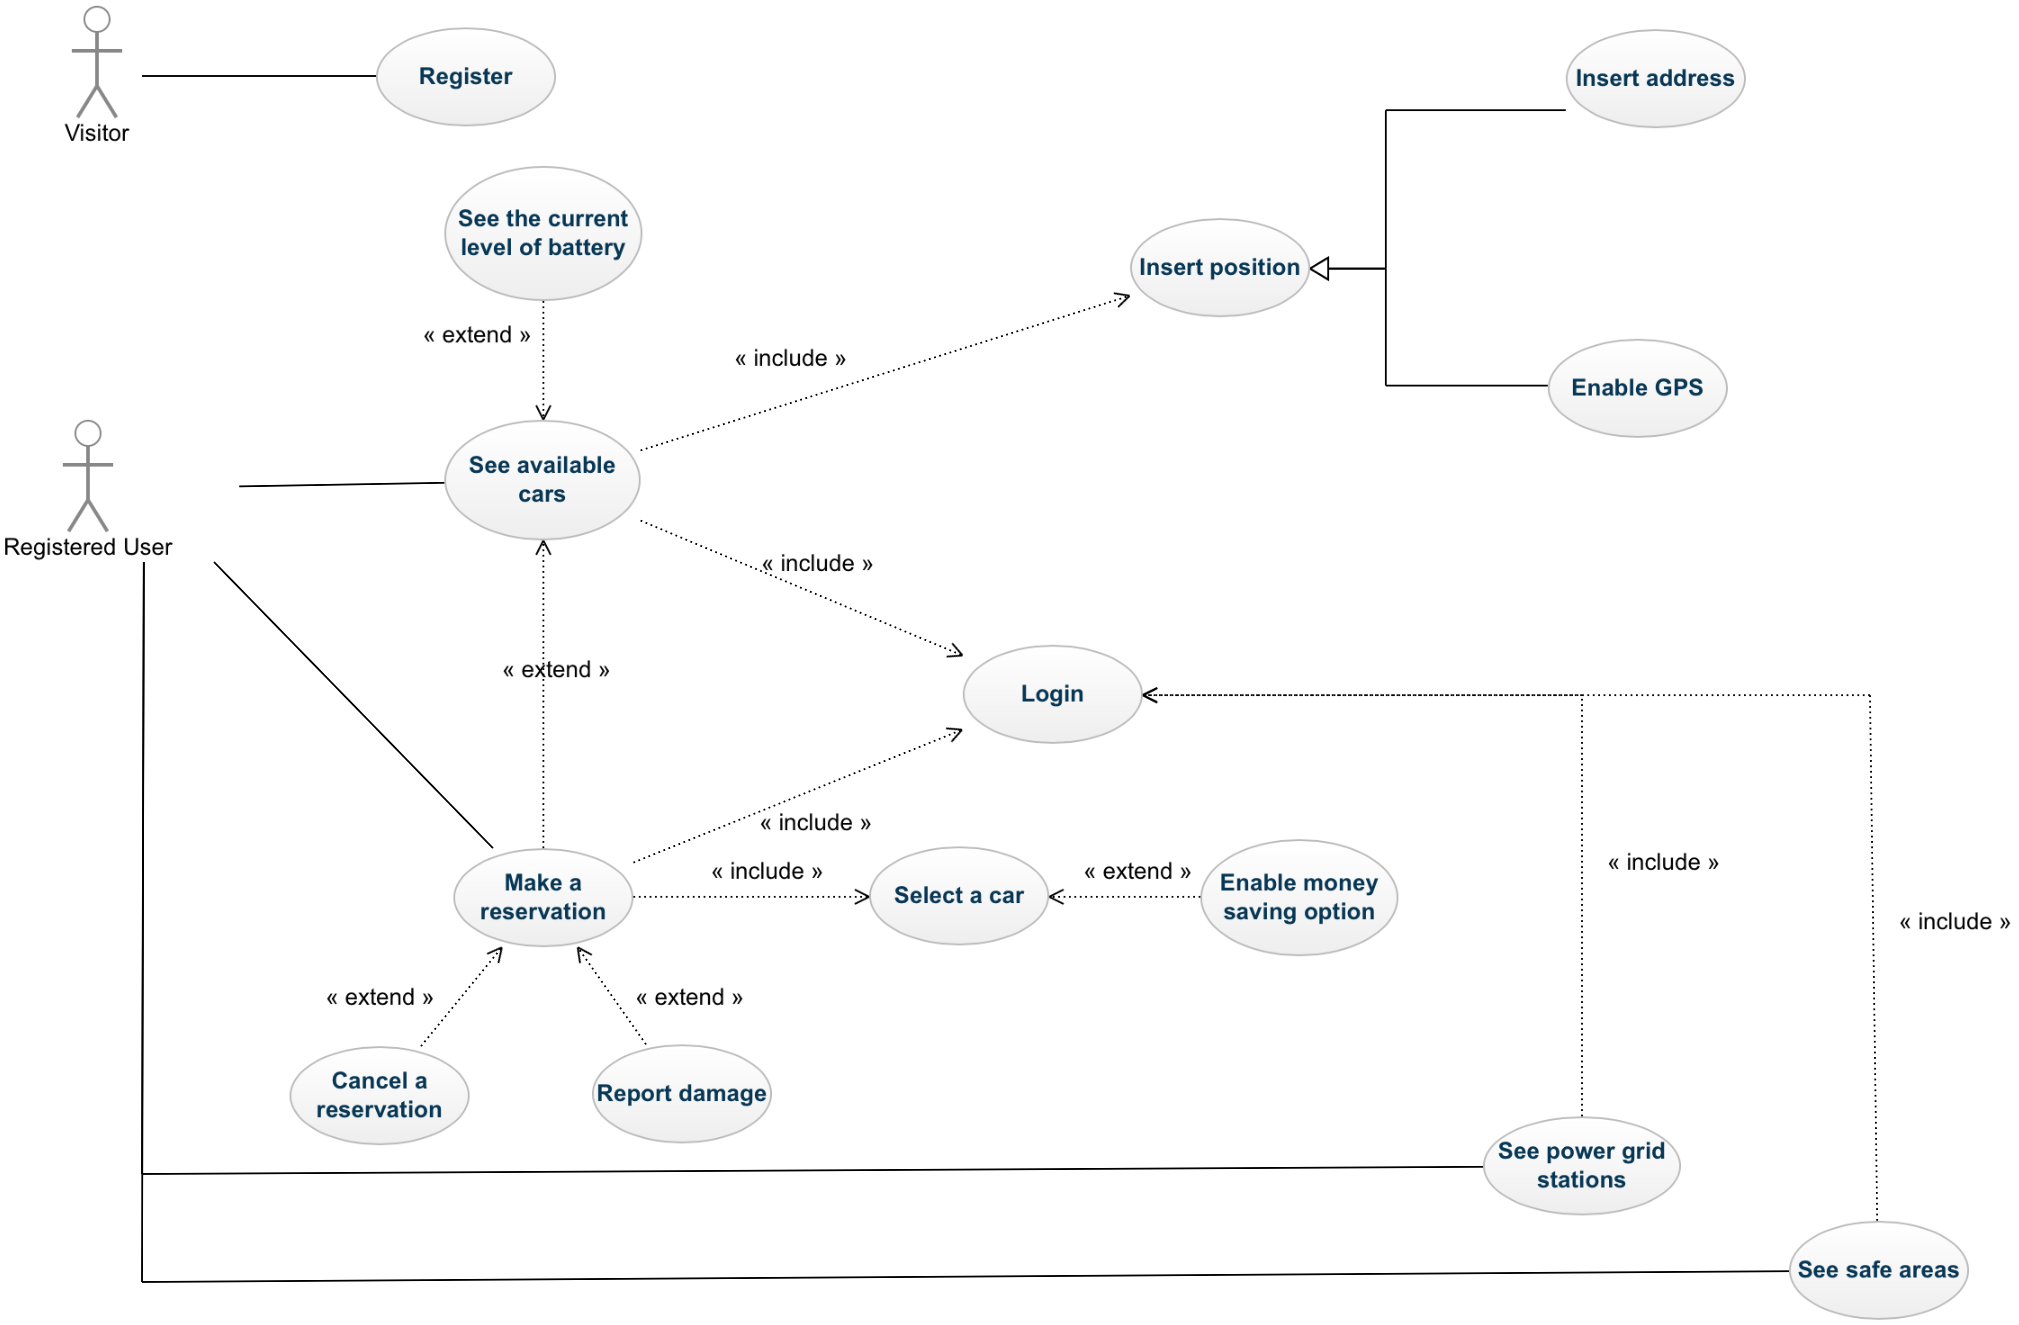 Register
Insert address
Visitor
See the current
level of battery
Insert position
« extend »
« include »
Enable GPS
See available
cars
Registered User
« include »
« extend »
Login
« include »
« include »
« include »
« extend »
Make a
reservation
Select a car
Enable money
saving option
« include »
« extend »
« extend »
Cancel a
reservation
Report damage
See power grid
stations
See safe areas